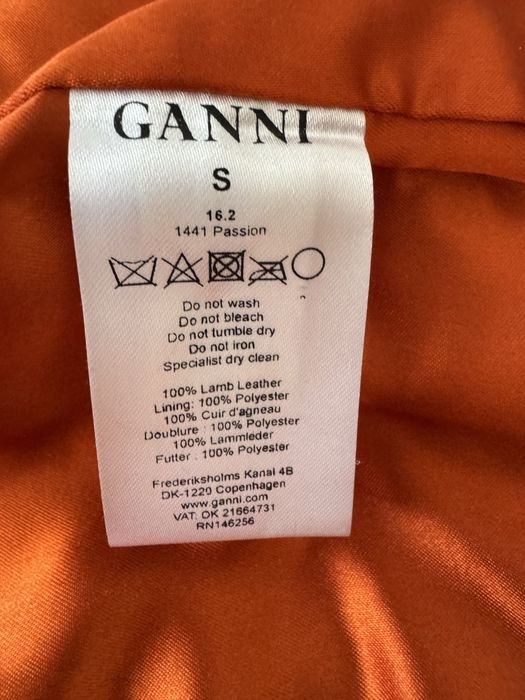 GANNI
S
16.2
1441 Passion
Do not wash
Do not bleach
Do not tumble dry
Do not iron
Specialist dry clean
100% Lamb Leather
Lining: 100% Polyester
100% Cuir d'agneau
Doublure : 100% Polyester
100% Lammleder
Futter : 100% Polyester
Frederiksholms Kanal 4B
DK-1220 Copenhagen
www.ganni.com
VAT. DK 21664731
RN146256